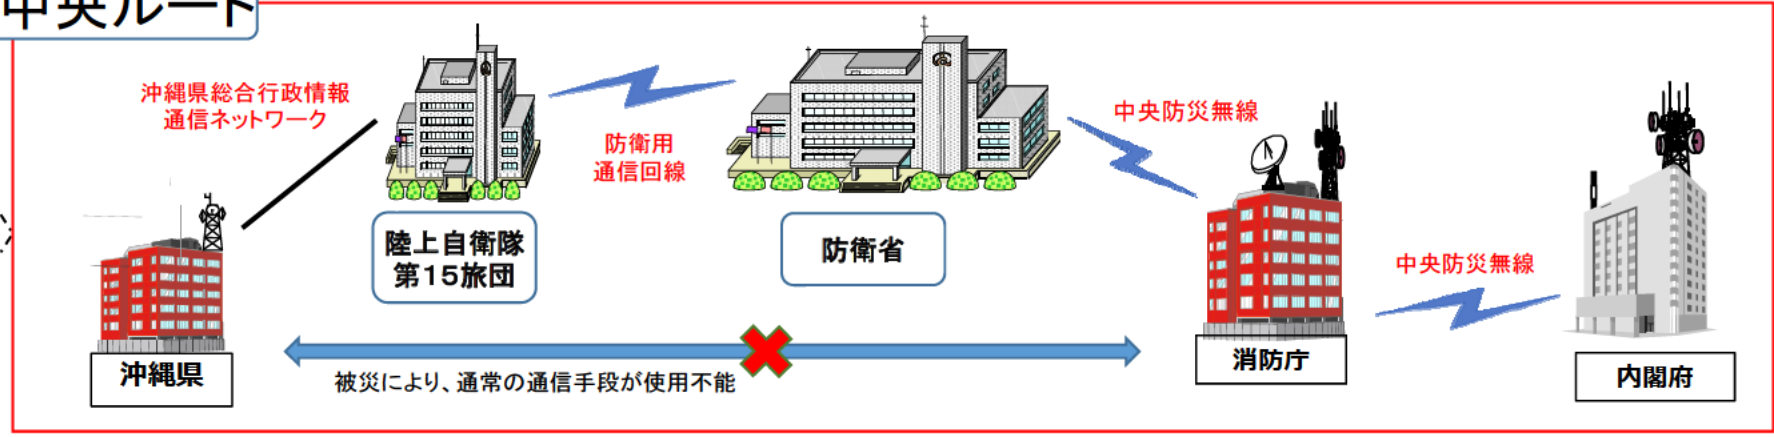 中央ルート
沖縄県総合行政情報
通信ネットワーク
防衛用
通信回線
中央防災無線
中央防災無線
陸上自衛隊
第15旅団
防衛省
被災により、通常の通信手段が使用不能
沖縄県
消防庁
内閣府